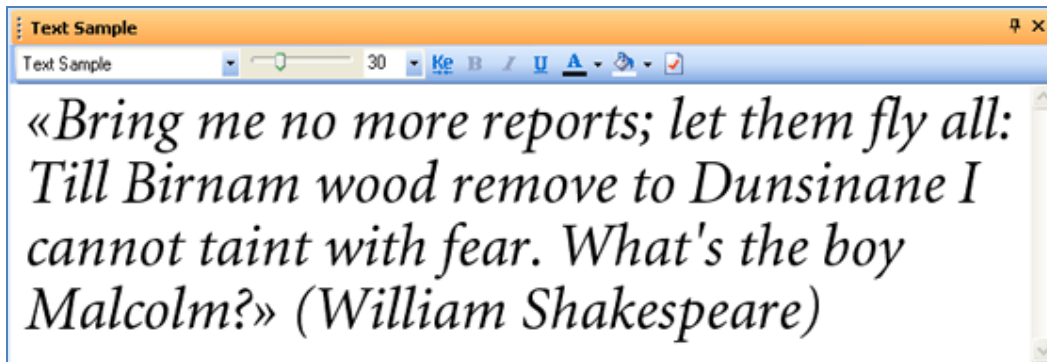 Text Sample
Text Sample 30 Ke B I U A
«Bring me no more reports; let them fly all:
Till Birnam wood remove to Dunsinane I
cannot taint with fear. What's the boy
Malcolm?» (William Shakespeare)